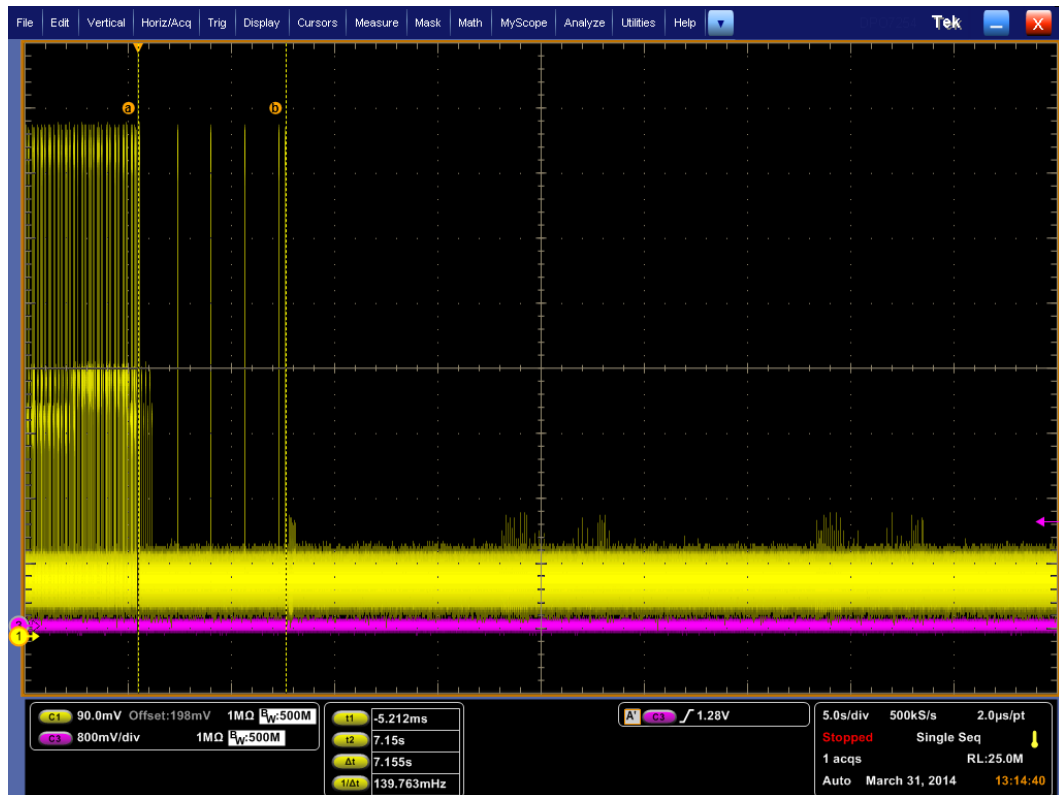 File Edit Vertical Horiz/Acq Trig Display Cursors Measure Mask Math MyScope Analyze Utilities Help Tek X
a b
1
C1 90.0mV Offset:198mV 1MΩ BW:500M
C3 800mV/div 1MΩ BW:500M
t1 -5.212ms
t2 7.15s
Δt 7.155s
1/Δt 139.763mHz
A' C3 1.28V
5.0s/div 500kS/s 2.0µs/pt
Stopped Single Seq
1 acqs RL:25.0M
Auto March 31, 2014 13:14:40